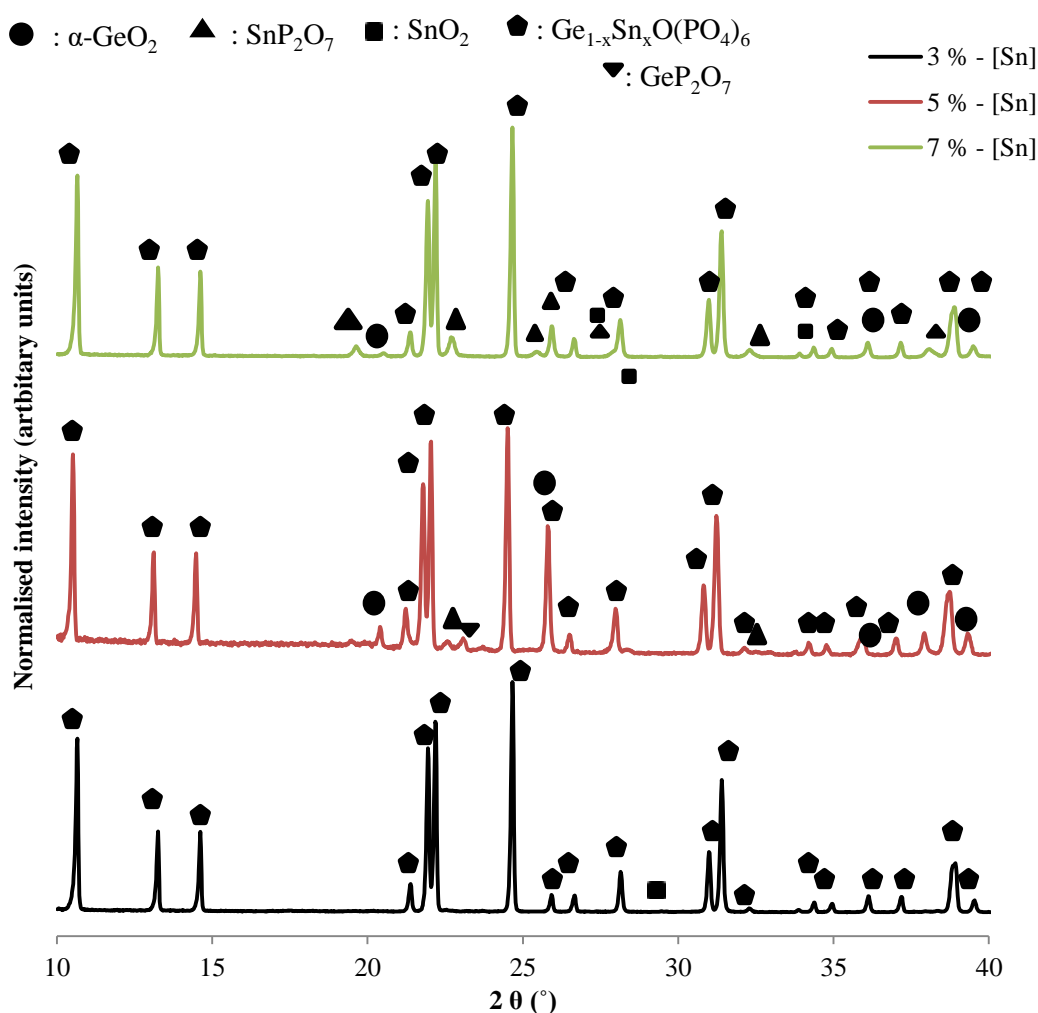 : α-GeO2 : SnP2O7 : SnO2 : Ge1-xSnxO(PO4)6
: GeP2O7
3 % - [Sn]
5 % - [Sn]
7 % - [Sn]
Normalised intensity (artbitary units)
10 15 20 25 30 35 40
2 θ (˚)